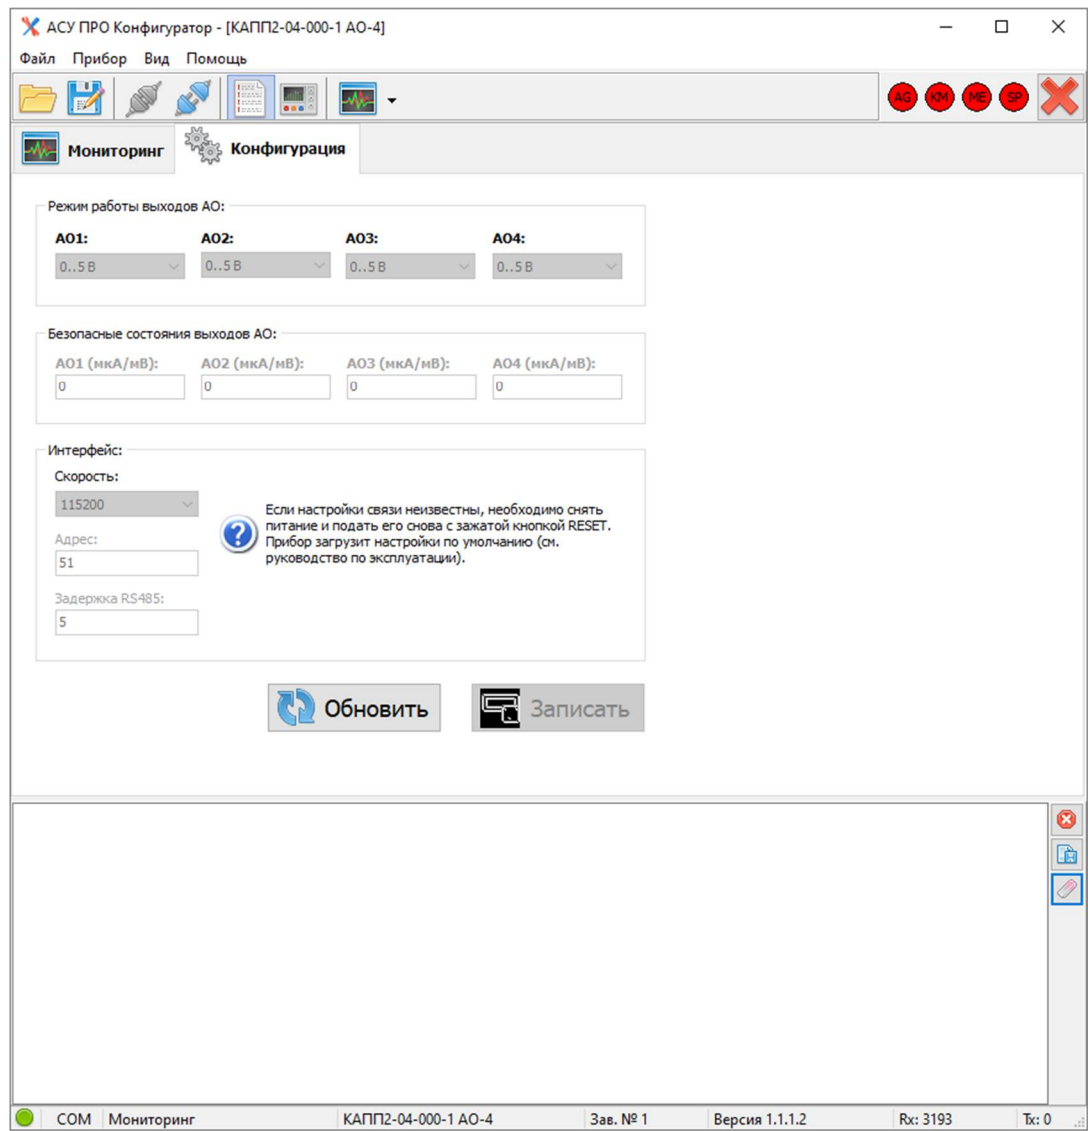 АСУ ПРО Конфигуратор - [КАПП2-04-000-1 АО-4]
Файл Прибор Вид Помощь
AG KM ME SP
Мониторинг Конфигурация
Режим работы выходов АО:
АО1: АО2: АО3: АО4:
0..5 В 0..5 В 0..5 В 0..5 В
Безопасные состояния выходов АО:
АО1 (мкА/мВ): АО2 (мкА/мВ): АО3 (мкА/мВ): АО4 (мкА/мВ):
0 0 0 0
Интерфейс:
Скорость:
115200
Адрес:
51
Задержка RS485:
5
Если настройки связи неизвестны, необходимо снять
питание и подать его снова с зажатой кнопкой RESET.
Прибор загрузит настройки по умолчанию (см.
руководство по эксплуатации).
Обновить Записать
COM Мониторинг КАПП2-04-000-1 АО-4 Зав. № 1 Версия 1.1.1.2 Rx: 3193 Tx: 0